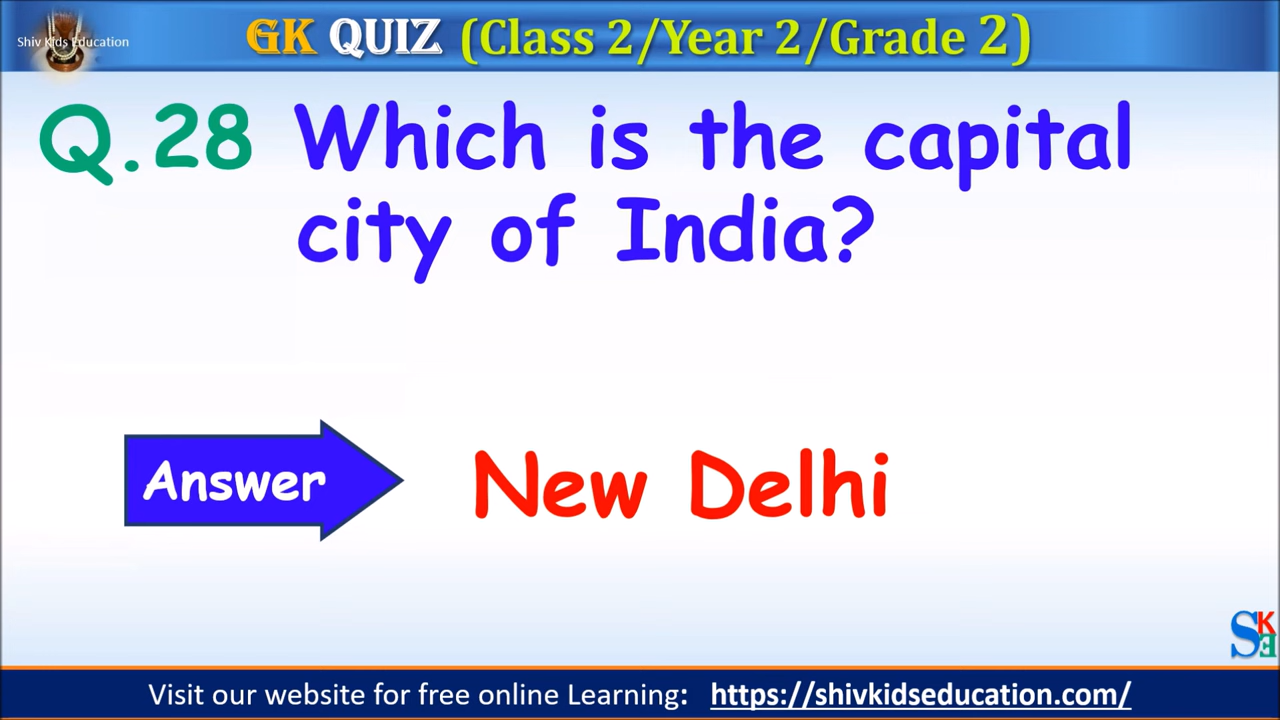 Shiv Kids Education
GK QUIZ (Class 2/Year 2/Grade 2)
Q.28 Which is the capital
city of India?
Answer New Delhi
SKE
Visit our website for free online Learning: https://shivkidseducation.com/